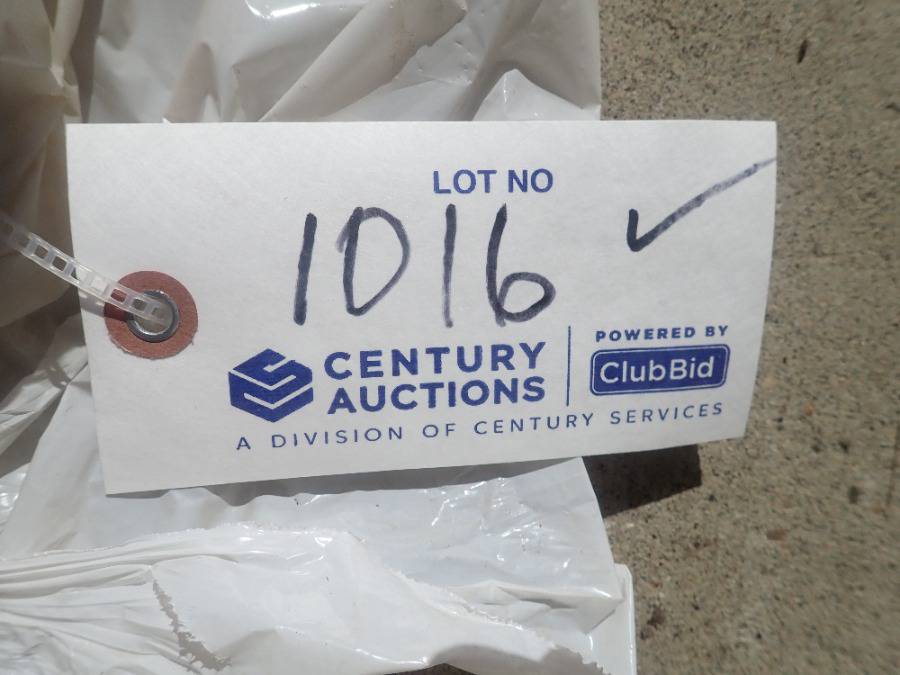 LOT NO
1016 ✓
CENTURY
AUCTIONS
POWERED BY
ClubBid
A DIVISION OF CENTURY SERVICES